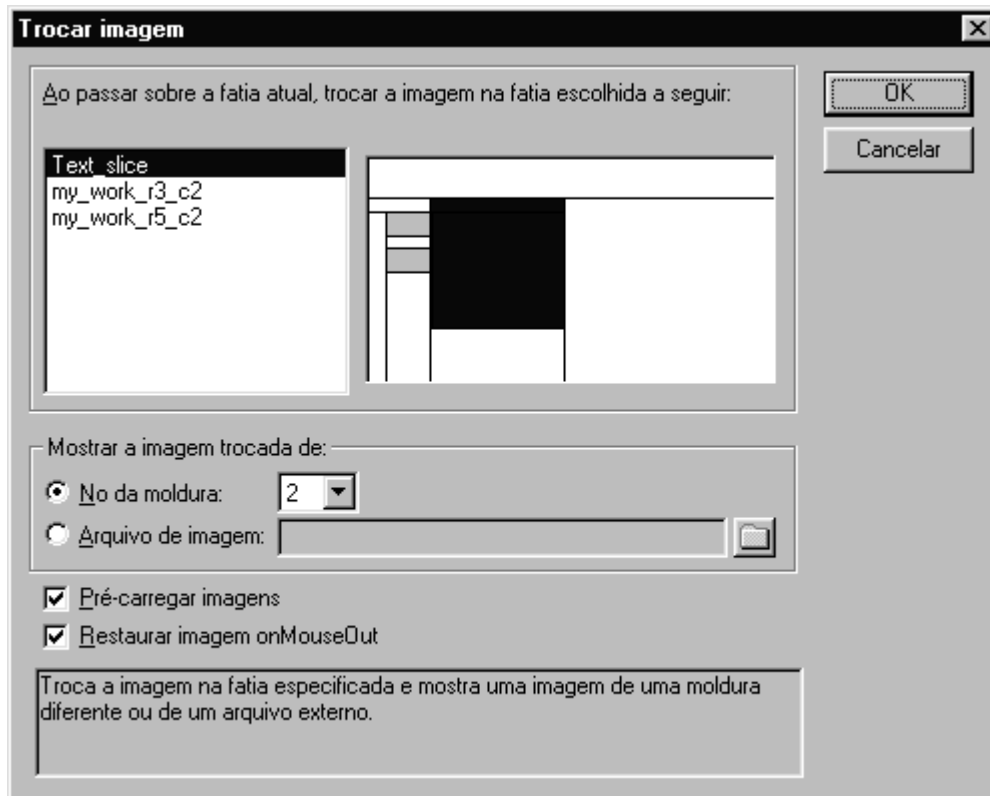 Trocar imagem
Ao passar sobre a fatia atual, trocar a imagem na fatia escolhida a seguir:
OK
Cancelar
Text_slice
my_work_r3_c2
my_work_r5_c2
Mostrar a imagem trocada de:
No da moldura: 2
Arquivo de imagem:
Pré-carregar imagens
Restaurar imagem onMouseOut
Troca a imagem na fatia especificada e mostra uma imagem de uma moldura
diferente ou de um arquivo externo.